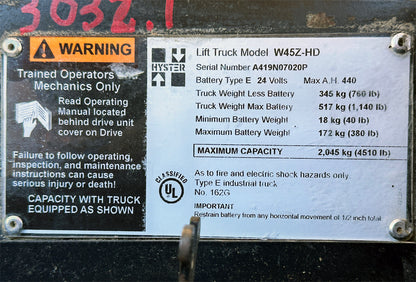 3032.1
WARNING
Trained Operators
Mechanics Only
Read Operating
Manual located
behind drive unit
cover on Drive
Failure to follow operating,
inspection, and maintenance
instructions can cause
serious injury or death!
CAPACITY WITH TRUCK
EQUIPPED AS SHOWN
HYSTER
Lift Truck Model W45Z-HD
Serial Number A419N07020P
Battery Type E 24 Volts Max A.H. 440
Truck Weight Less Battery 345 kg (760 lb)
Truck Weight Max Battery 517 kg (1,140 lb)
Minimum Battery Weight 18 kg (40 lb)
Maximum Battery Weight 172 kg (380 lb)
MAXIMUM CAPACITY 2,045 kg (4510 lb)
CLASSIFIED
UL
As to fire and electric shock hazards only.
Type E industrial truck
No. 162G
IMPORTANT
Restrain battery from any horizontal movement of 1/2 inch total